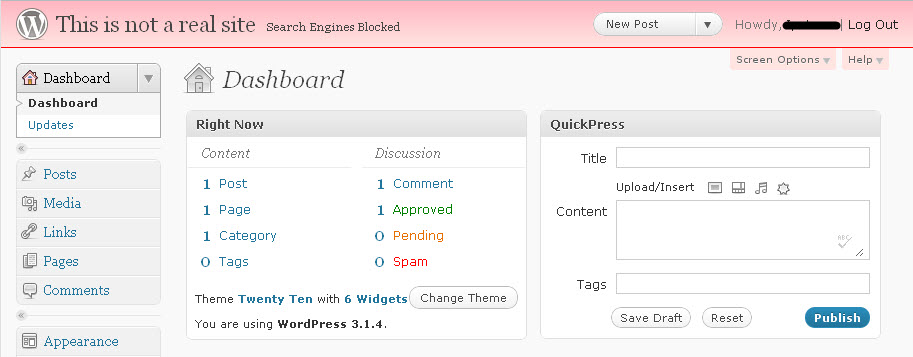 This is not a real site Search Engines Blocked New Post Howdy, | Log Out
Screen Options Help
Dashboard
Dashboard
Updates
Posts
Media
Links
Pages
Comments
Appearance
Dashboard
Right Now
Content Discussion
1 Post 1 Comment
1 Page 1 Approved
1 Category 0 Pending
0 Tags 0 Spam
Theme Twenty Ten with 6 Widgets Change Theme
You are using WordPress 3.1.4.
QuickPress
Title
Upload/Insert
Content
ABC
Tags
Save Draft Reset Publish